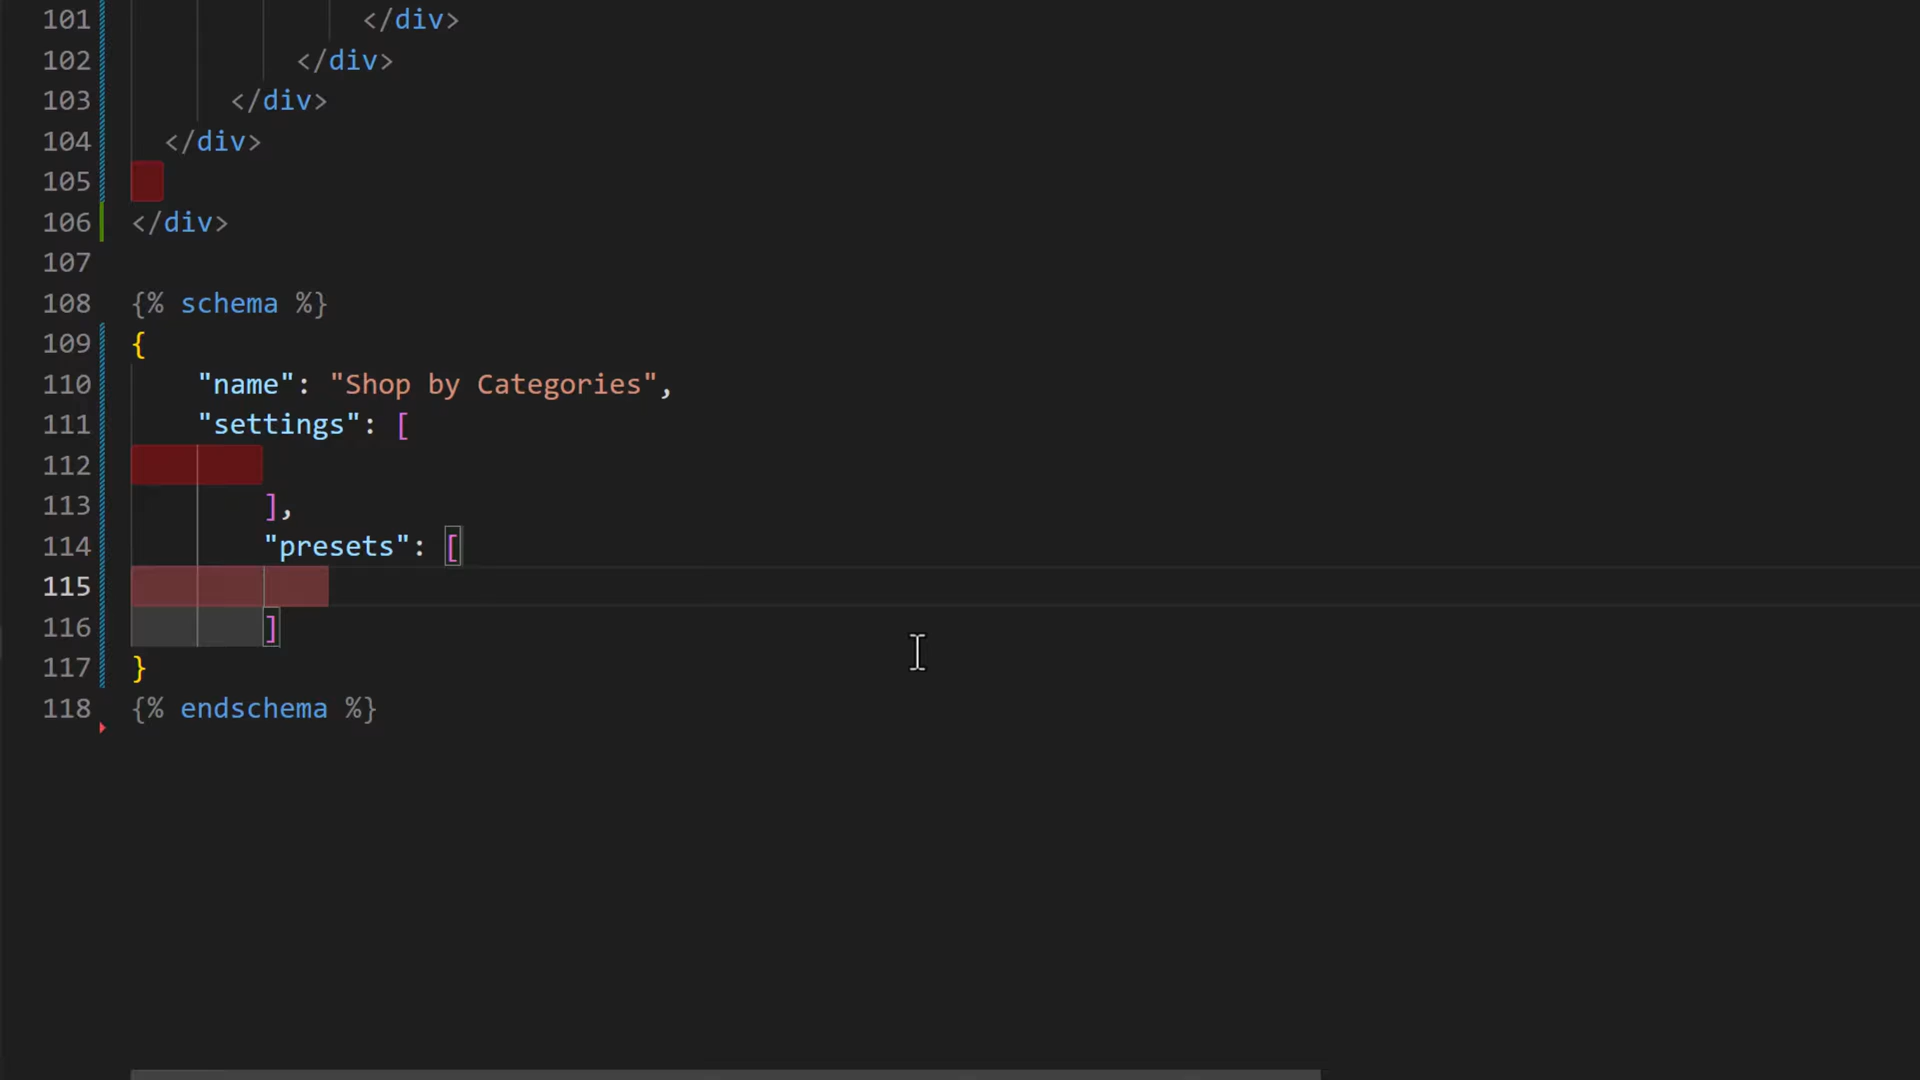 101 </div>
102 </div>
103 </div>
104 </div>
105
106 </div>
107
108 {% schema %}
109 {
110 "name": "Shop by Categories",
111 "settings": [
112
113 ],
114 "presets": [
115
116 ]
117 }
118 {% endschema %}